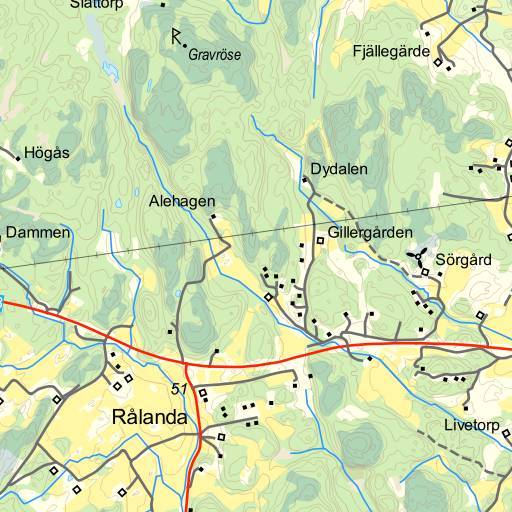 Slättorp
Gravröse
Fjällegärde
Högås
Dydalen
Alehagen
Dammen
Gillergården
Sörgård
51
Rålanda
Livetorp